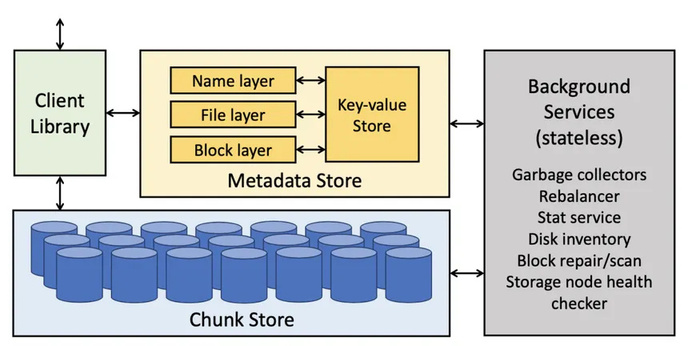 Client
Library
Name layer
File layer
Block layer
Key-value
Store
Metadata Store
Chunk Store
Background
Services
(stateless)
Garbage collectors
Rebalancer
Stat service
Disk inventory
Block repair/scan
Storage node health
checker